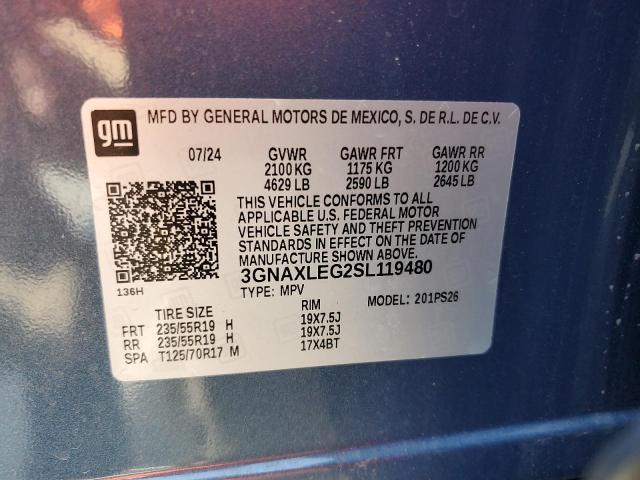 gm
MFD BY GENERAL MOTORS DE MEXICO, S. DE R.L. DE C.V.
07/24 GVWR GAWR FRT GAWR RR
2100 KG 1175 KG 1200 KG
4629 LB 2590 LB 2645 LB
THIS VEHICLE CONFORMS TO ALL
APPLICABLE U.S. FEDERAL MOTOR
VEHICLE SAFETY AND THEFT PREVENTION
STANDARDS IN EFFECT ON THE DATE OF
MANUFACTURE SHOWN ABOVE.
3GNAXLEG2SL119480
136H
TYPE: MPV MODEL: 201PS26
TIRE SIZE RIM
FRT 235/55R19 H 19X7.5J
RR 235/55R19 H 19X7.5J
SPA T125/70R17 M 17X4BT